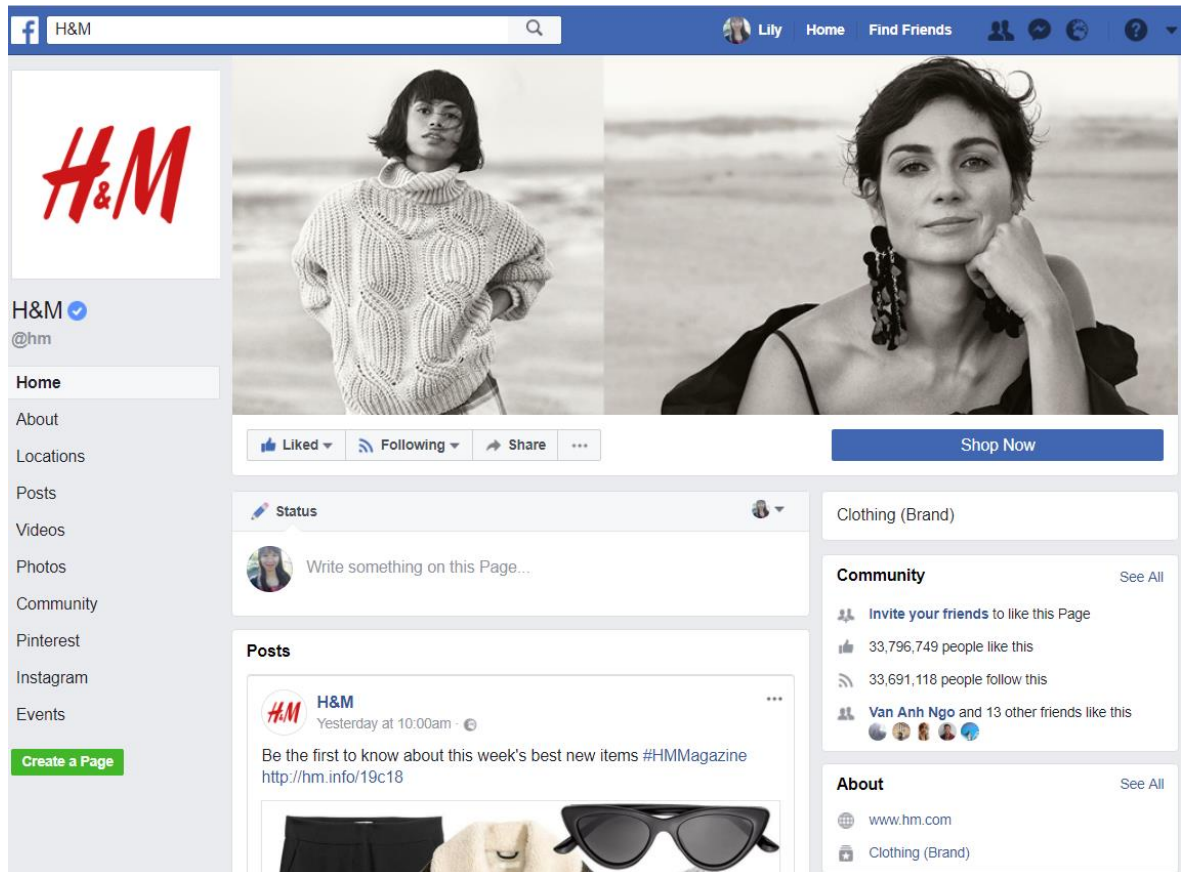 H&M
Lily Home Find Friends
H&M
H&M
@hm
Home
About
Locations
Posts
Videos
Photos
Community
Pinterest
Instagram
Events
Create a Page
Liked Following Share ...
Shop Now
Status
Write something on this Page...
Posts
H&M
H&M
Yesterday at 10:00am ·
Be the first to know about this week's best new items #HMMagazine
http://hm.info/19c18
Clothing (Brand)
Community See All
Invite your friends to like this Page
33,796,749 people like this
33,691,118 people follow this
Van Anh Ngo and 13 other friends like this
About See All
www.hm.com
Clothing (Brand)